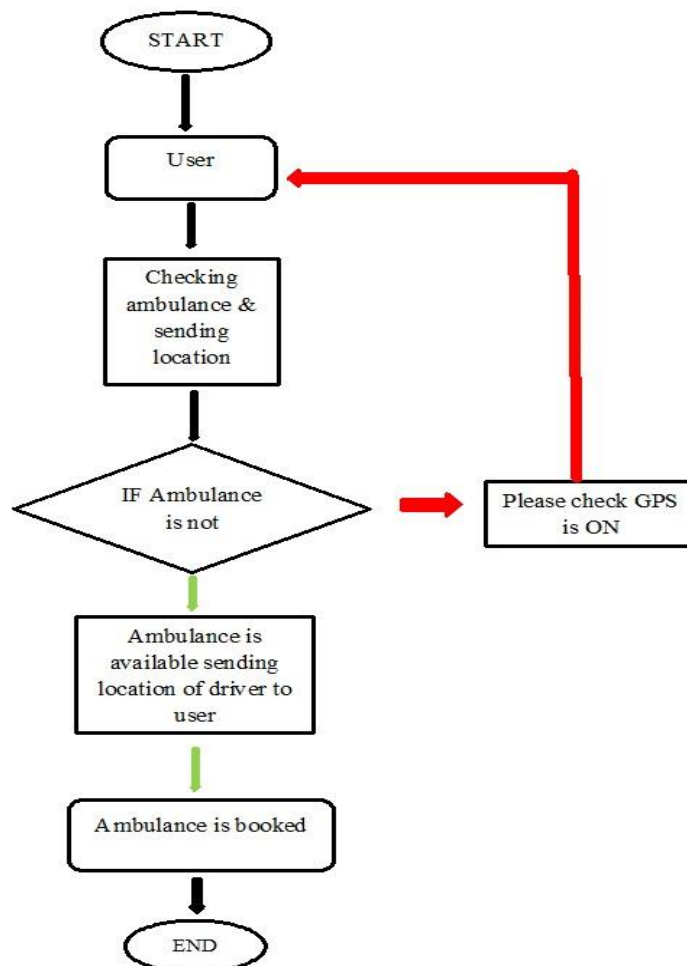 START
User
Checking
ambulance &
sending
location
IF Ambulance
is not
Please check GPS
is ON
Ambulance is
available sending
location of driver to
user
Ambulance is booked
END